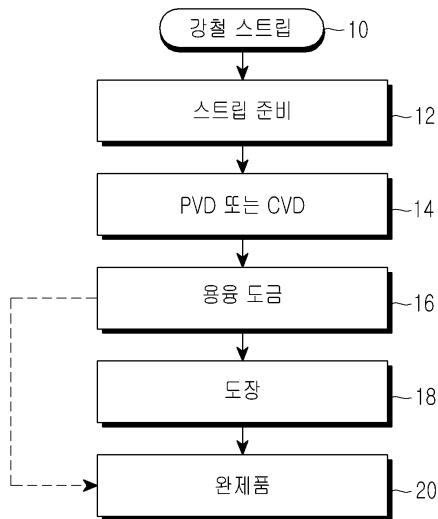 강철 스트립 10
스트립 준비 12
PVD 또는 CVD 14
용융 도금 16
도장 18
완제품 20